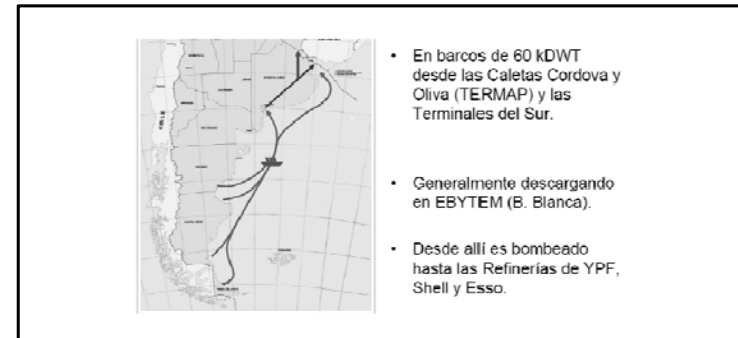 CHILE
• En barcos de 60 kDWT
desde las Caletas Cordova y
Oliva (TERMAP) y las
Terminales del Sur.
• Generalmente descargando
en EBYTEM (B. Blanca).
• Desde allí es bombeado
hasta las Refinerías de YPF,
Shell y Esso.